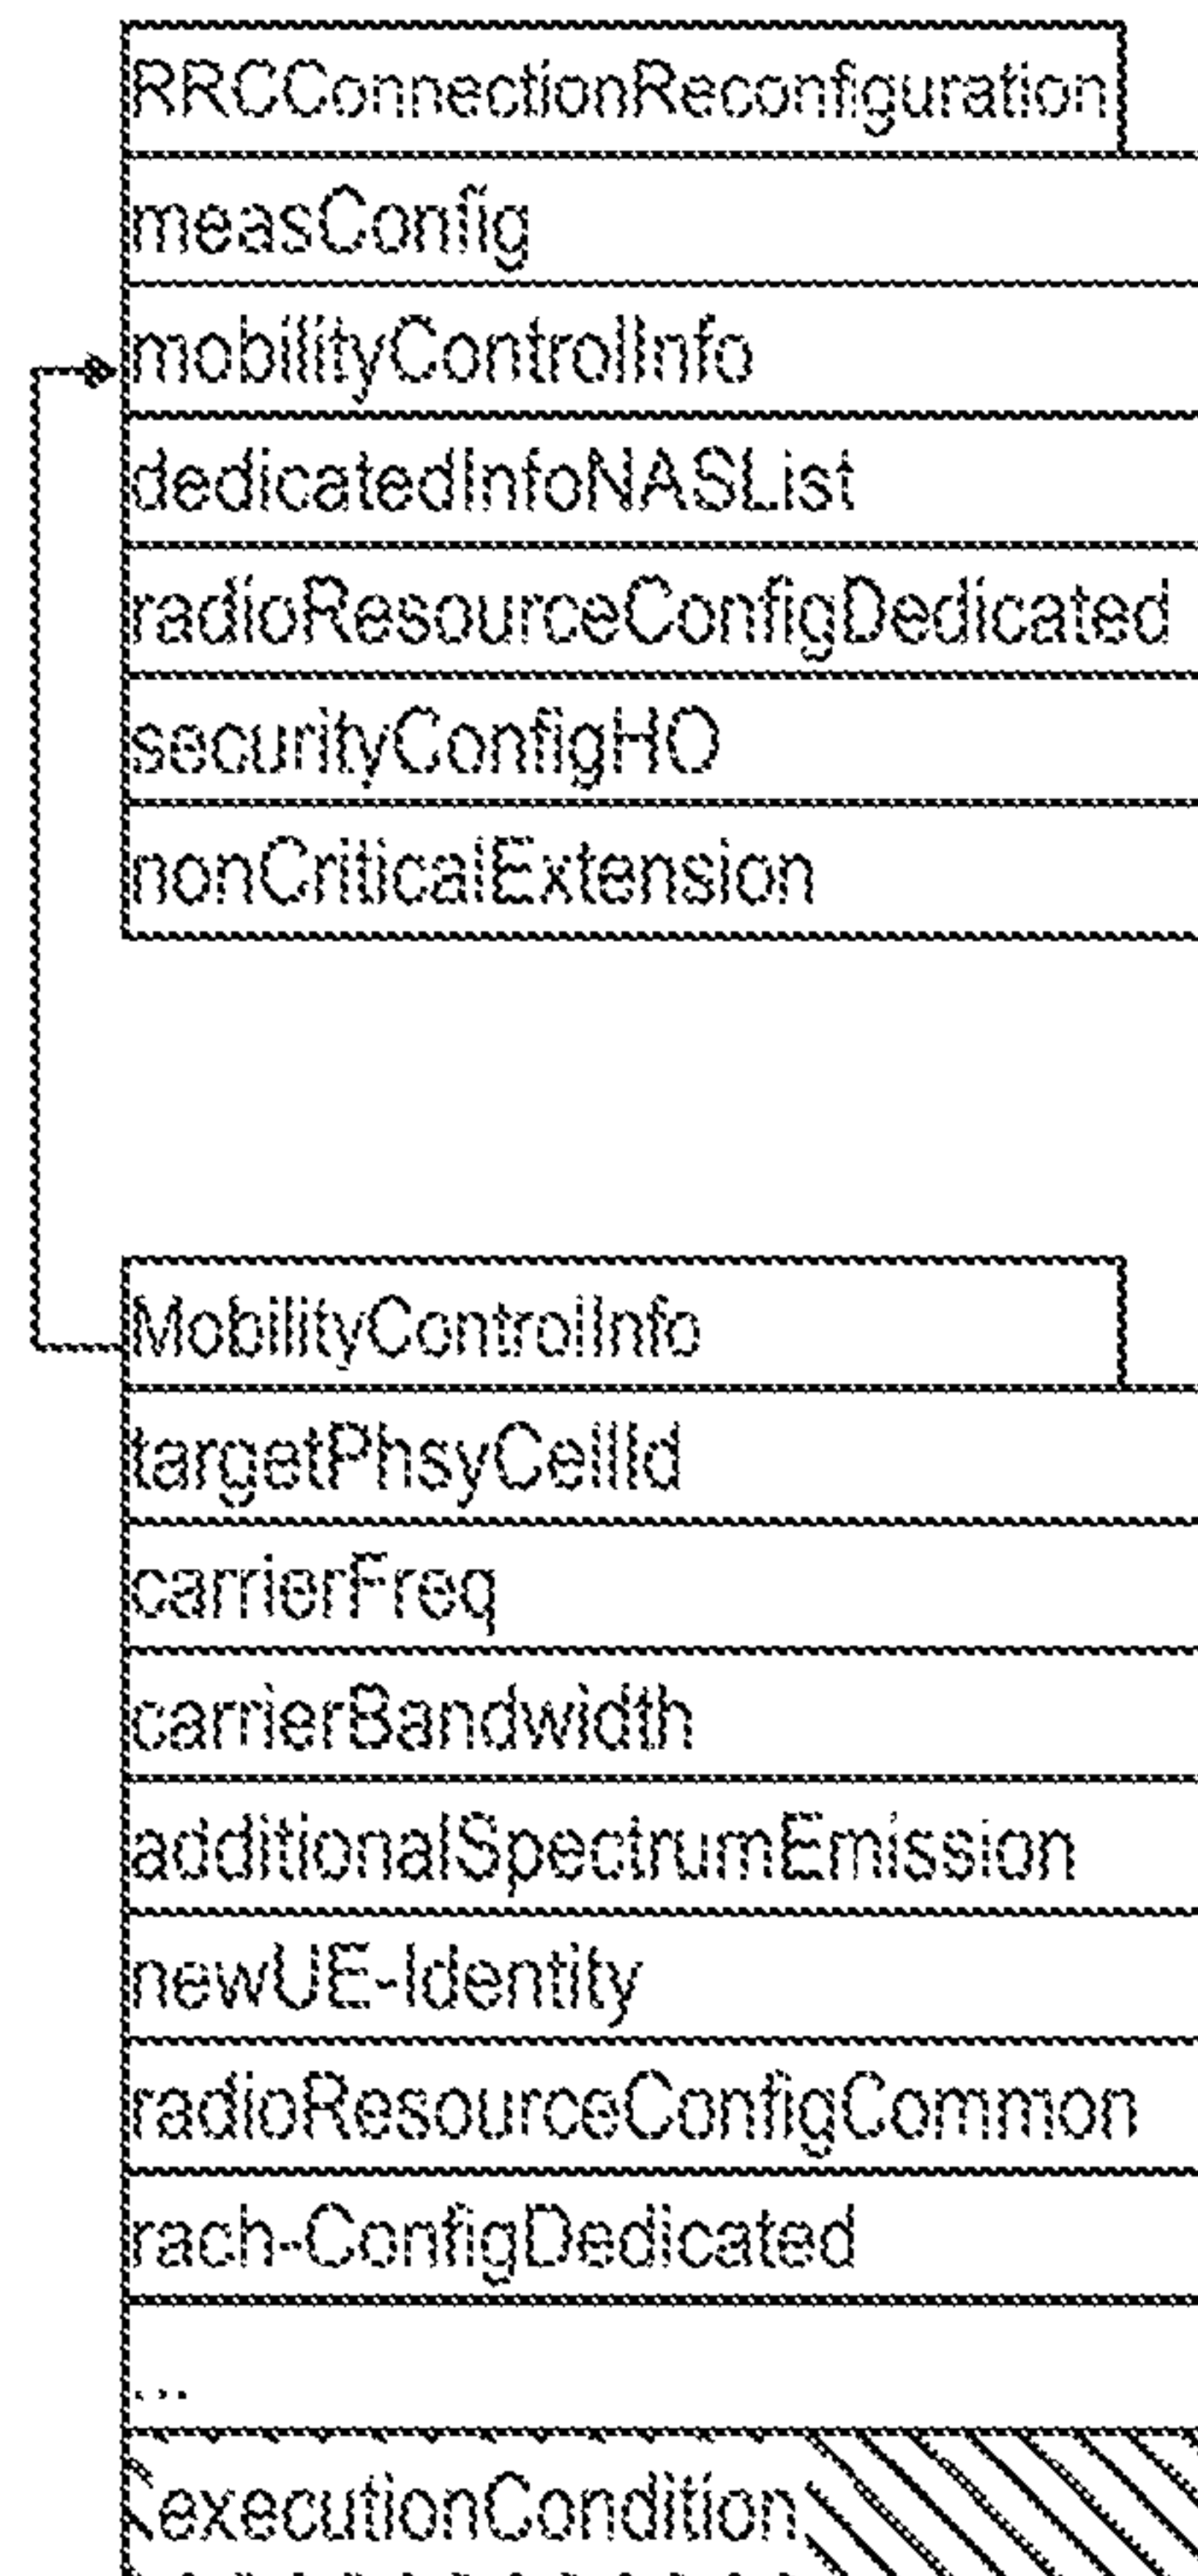 RRCConnectionReconfiguration
measConfig
mobilityControlInfo
dedicatedInfoNASList
radioResourceConfigDedicated
securityConfigHO
nonCriticalExtension
MobilityControlInfo
targetPhsyCellId
carrierFreq
carrierBandwidth
additionalSpectrumEmission
newUE-Identity
radioResourceConfigCommon
rach-ConfigDedicated
...
executionCondition